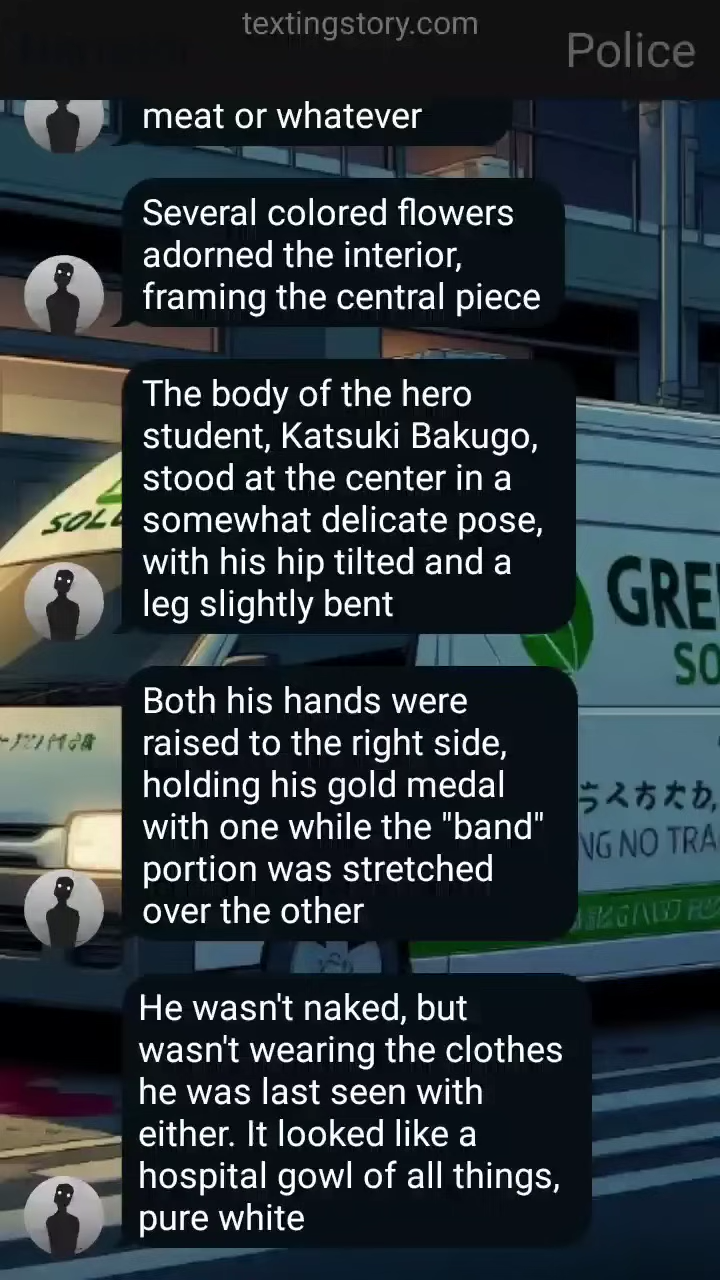 textingstory.com
Police
meat or whatever
Several colored flowers
adorned the interior,
framing the central piece
The body of the hero
student, Katsuki Bakugo,
stood at the center in a
somewhat delicate pose,
with his hip tilted and a
leg slightly bent
SOL
GRE
SO
Both his hands were
raised to the right side,
holding his gold medal
with one while the "band"
portion was stretched
over the other
NG NO TRA
He wasn't naked, but
wasn't wearing the clothes
he was last seen with
either. It looked like a
hospital gowl of all things,
pure white